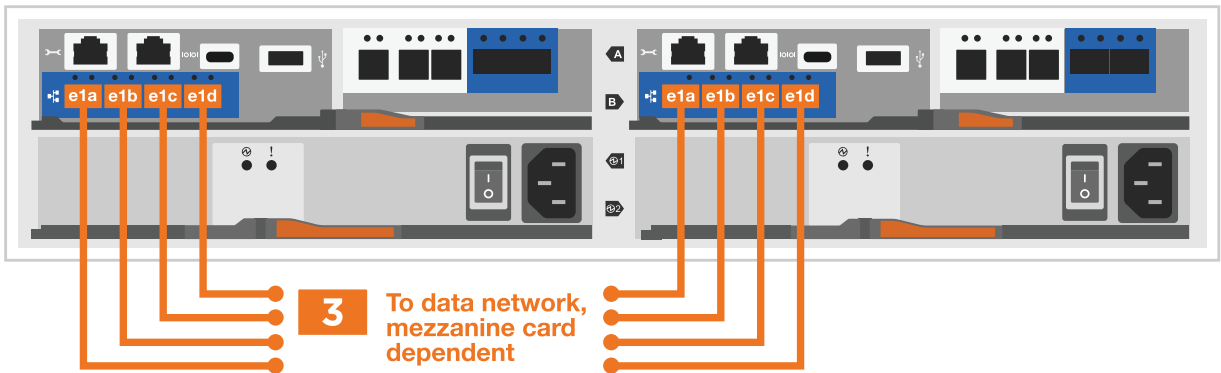 IOIOI
A
IOIOI
e1a e1b e1c e1d
B
e1a e1b e1c e1d
!
1
!
I
O
I
O
2
3
To data network,
mezzanine card
dependent